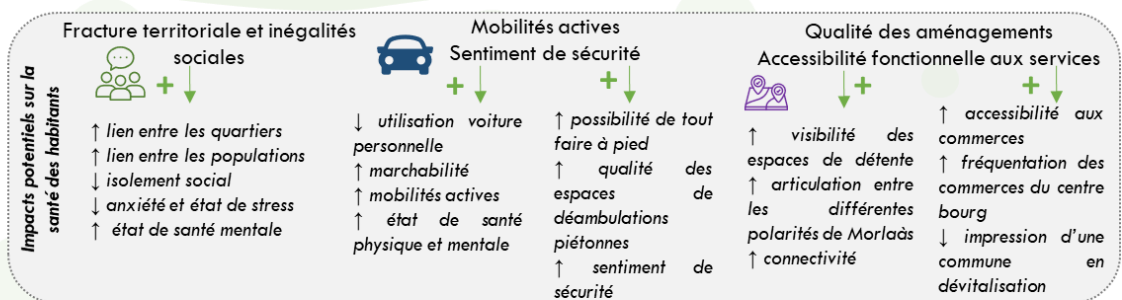 Impacts potentiels sur la
santé des habitants
Fracture territoriale et inégalités
sociales
+
↑ lien entre les quartiers
↑ lien entre les populations
↓ isolement social
↓ anxiété et état de stress
↑ état de santé mentale
Mobilités actives
Sentiment de sécurité
+
↓ utilisation voiture
personnelle
↑ marchabilité
↑ mobilités actives
↑ état de santé
physique et mentale
+
↑ possibilité de tout
faire à pied
↑ qualité des
espaces de
déambulations
piétonnes
↑ sentiment de
sécurité
Qualité des aménagements
Accessibilité fonctionnelle aux services
+
↑ visibilité des
espaces de détente
↑ articulation entre
les différentes
polarités de Morlaàs
↑ connectivité
+
↑ accessibilité aux
commerces
↑ fréquentation des
commerces du centre
bourg
↓ impression d’une
commune en
dévitalisation